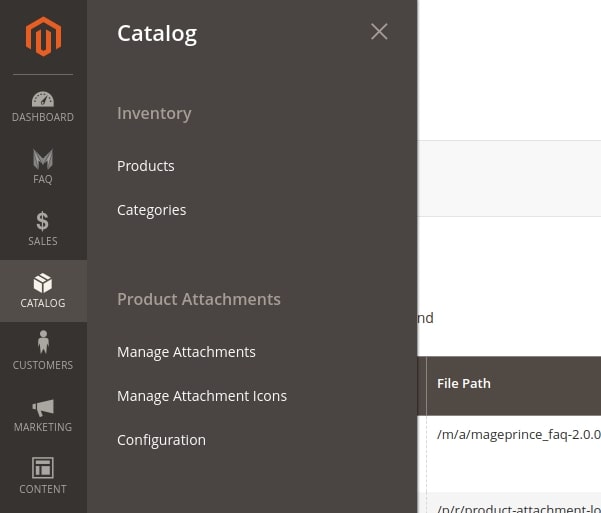 Catalog
DASHBOARD
FAQ
SALES
CATALOG
CUSTOMERS
MARKETING
CONTENT
Inventory
Products
Categories
Product Attachments
Manage Attachments
Manage Attachment Icons
Configuration
nd
File Path
/m/a/mageprince_faq-2.0.0
/p/r/product-attachment-lo